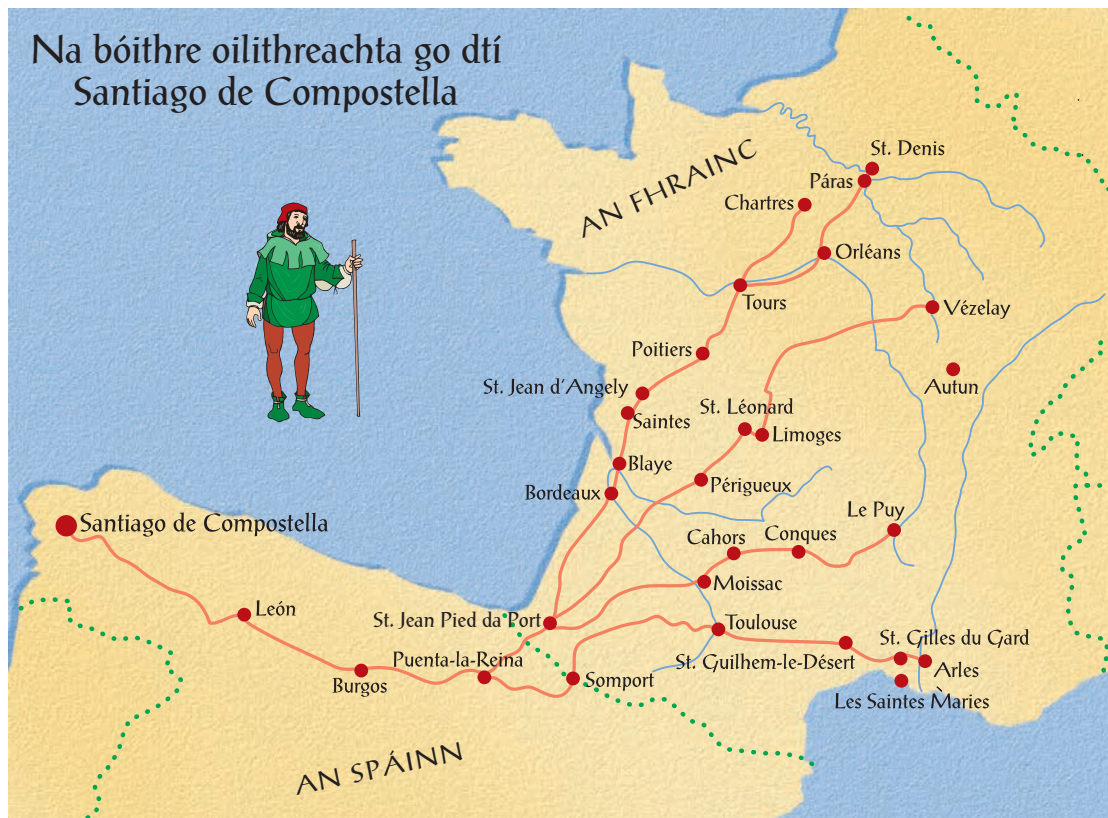 Na bóithre oilithreachta go dtí
Santiago de Compostella
AN FHRAINC
St. Denis
Páras
Chartres
Orléans
Tours
Vézelay
Poitiers
Autun
St. Jean d'Angely
Saintes
St. Léonard
Limoges
Blaye
Bordeaux
Périgueux
Le Puy
Santiago de Compostella
Cahors
Conques
Moissac
León
St. Jean Pied da Port
Toulouse
St. Gilles du Gard
Puenta-la-Reina
St. Guilhem-le-Désert
Arles
Burgos
Somport
Les Saintes Maries
AN SPÁINN